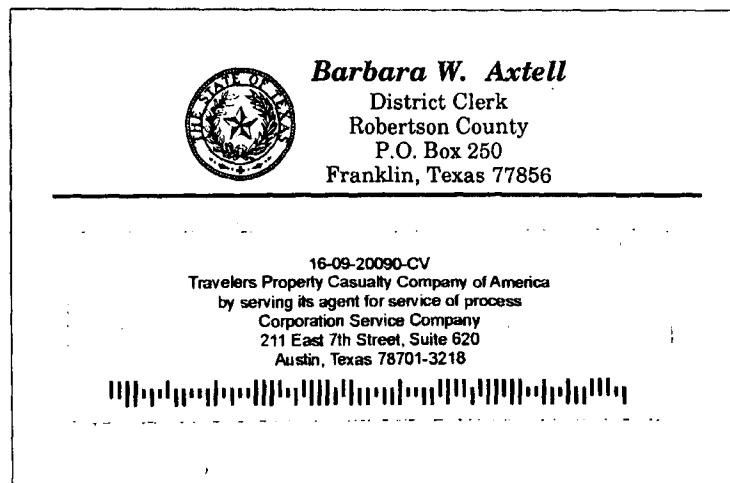 THE STATE OF TEXAS
Barbara W. Axtell
District Clerk
Robertson County
P.O. Box 250
Franklin, Texas 77856
16-09-20090-CV
Travelers Property Casualty Company of America
by serving its agent for service of process
Corporation Service Company
211 East 7th Street, Suite 620
Austin, Texas 78701-3218